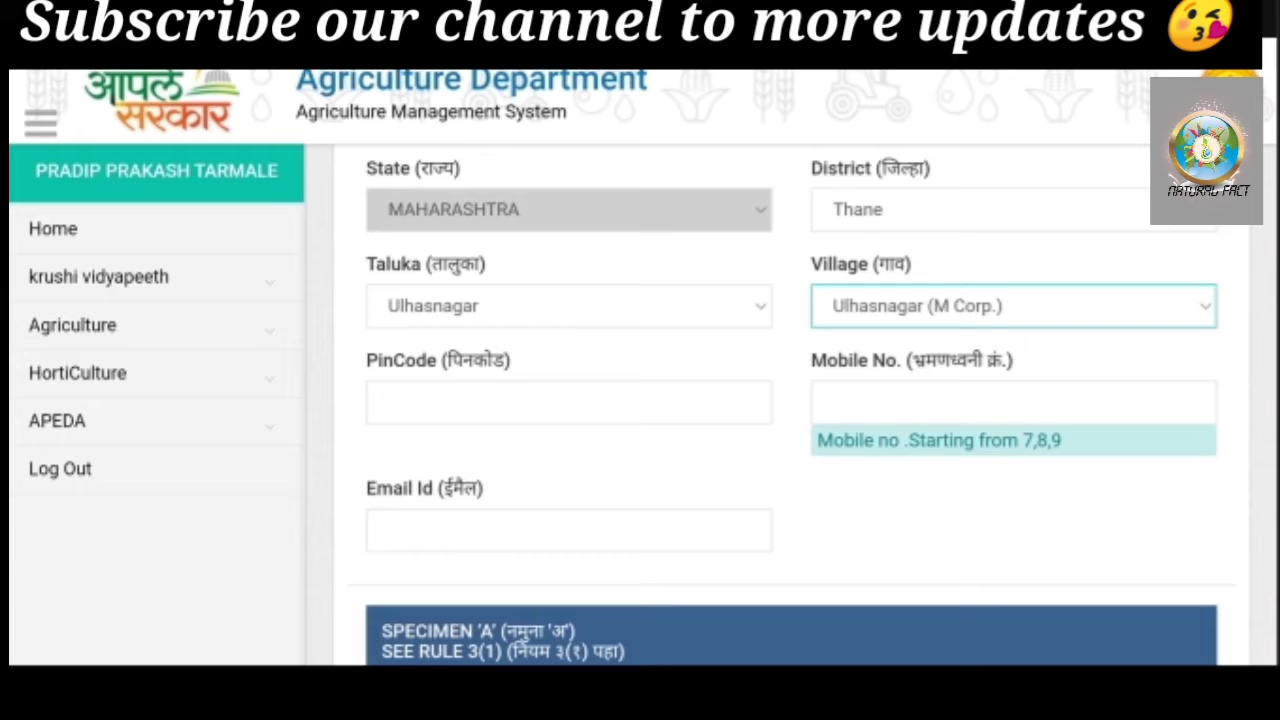 Subscribe our channel to more updates 😘
आपले
सरकार
Agriculture Department
Agriculture Management System
NATURAL FACT
PRADIP PRAKASH TARMALE
Home
krushi vidyapeeth
Agriculture
HortiCulture
APEDA
Log Out
State (राज्य)
District (जिल्हा)
MAHARASHTRA
Thane
Taluka (तालुका)
Village (गाव)
Ulhasnagar
Ulhasnagar (M Corp.)
PinCode (पिनकोड)
Mobile No. (भ्रमणध्वनी क्रं.)
Mobile no .Starting from 7,8,9
Email Id (ईमैल)
SPECIMEN 'A' (नमुना 'अ')
SEE RULE 3(1) (नियम ३(१) पहा)